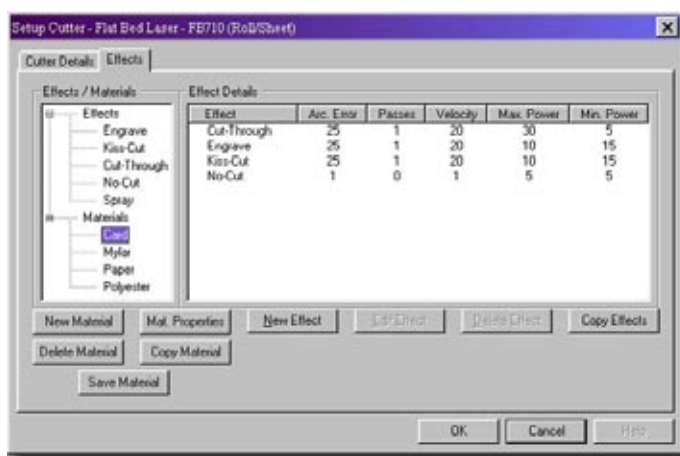 Setup Cutter - Flat Bed Laser - FB710 (Roll/Sheet)
Cutter Details Effects
Effects / Materials
Effects
Engrave
Kiss-Cut
Cut-Through
No-Cut
Spray
Materials
Card
Mylar
Paper
Polyester
Effect Details
Effect Arc. Error Passes Velocity Max. Power Min. Power
Cut-Through 25 1 20 30 5
Engrave 25 1 20 10 15
Kiss-Cut 25 1 20 10 15
No-Cut 1 0 1 5 5
New Material Mat. Properties New Effect Edit Effect Delete Effect Copy Effects
Delete Material Copy Material
Save Material
OK Cancel Help